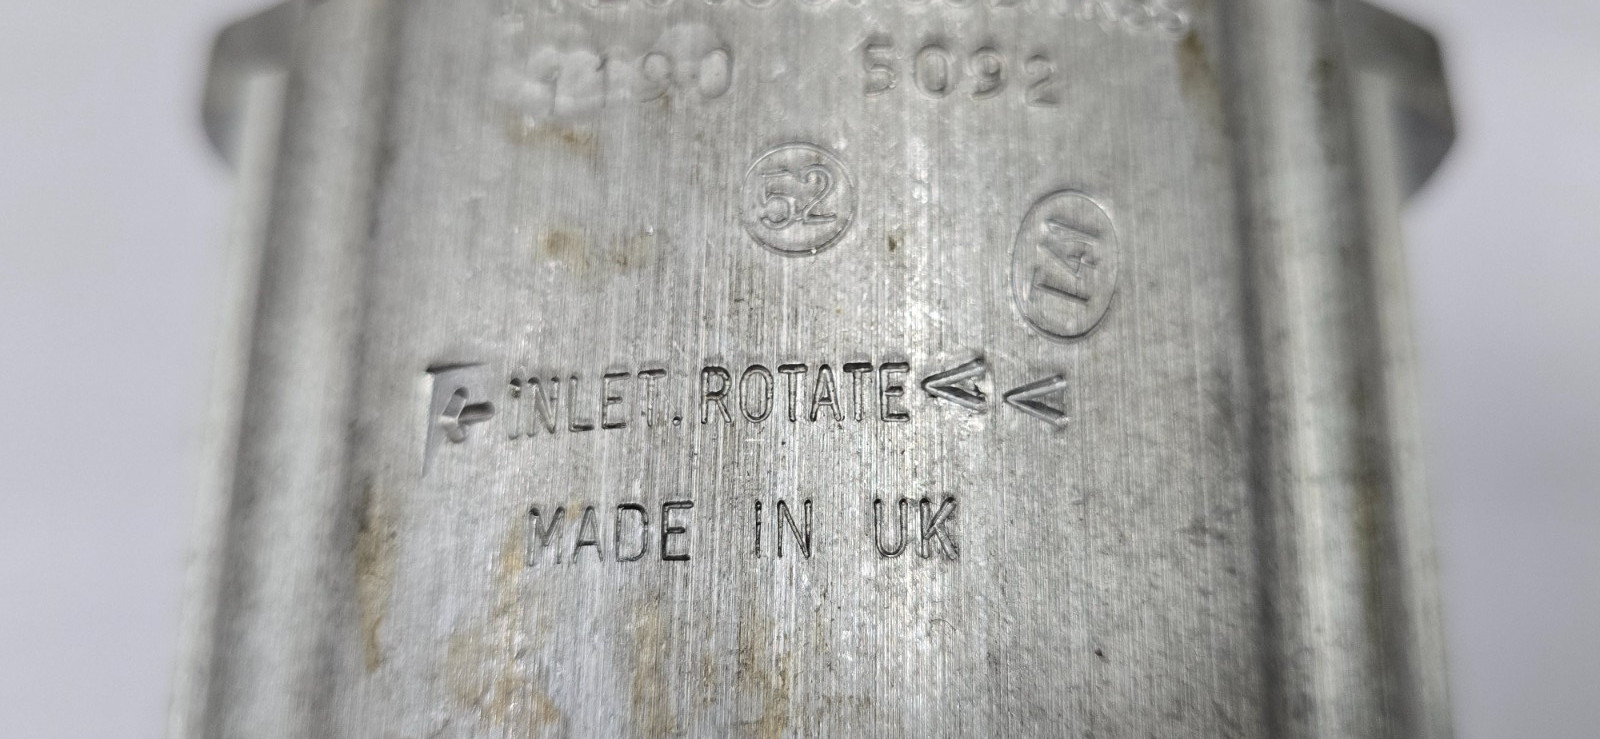 5092
52
T41
INLET.ROTATE
MADE IN UK